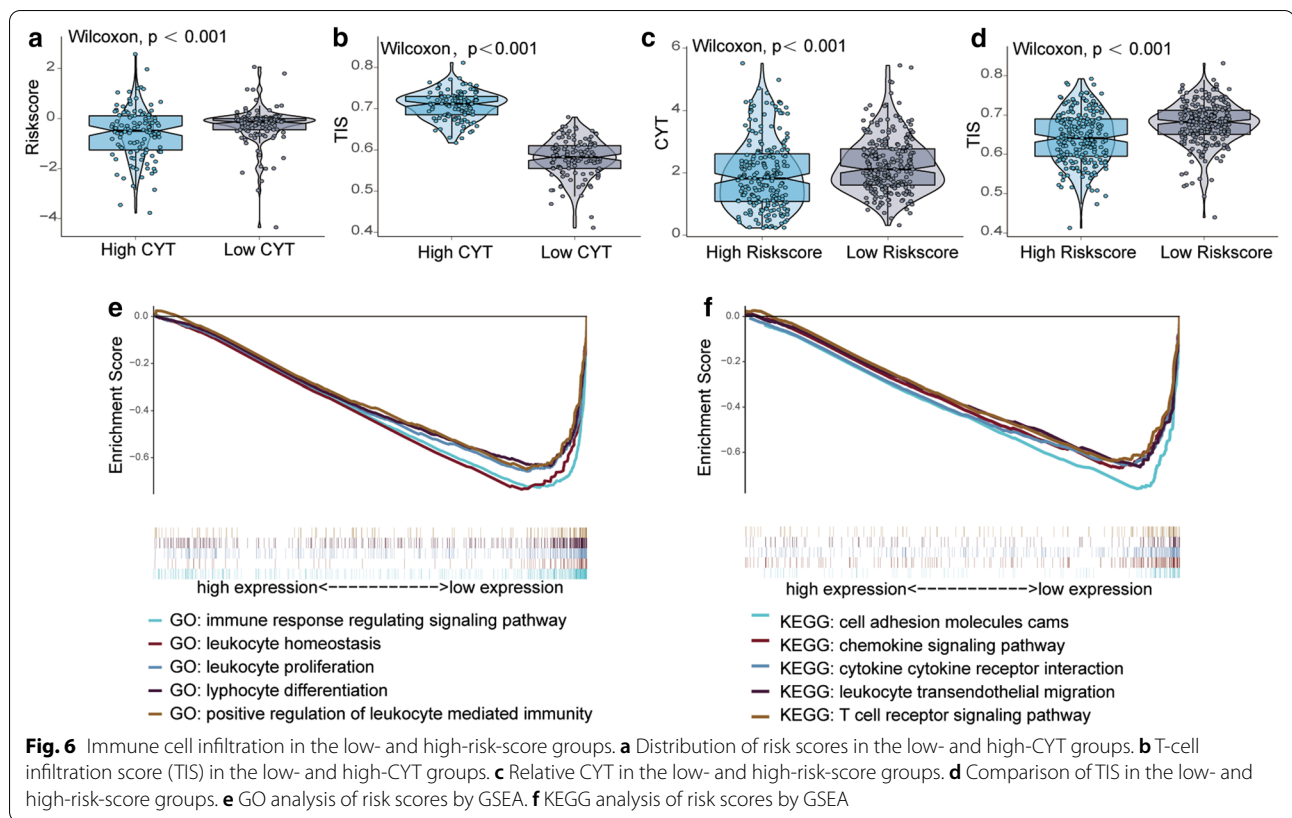 a
Wilcoxon, p < 0.001
Riskscore
2
0
−2
−4
High CYT
Low CYT
b
Wilcoxon, p<0.001
TIS
0.8
0.7
0.6
0.5
0.4
High CYT
Low CYT
c
Wilcoxon, p < 0.001
CYT
6
4
2
0
High Riskscore
Low Riskscore
d
Wilcoxon, p < 0.001
TIS
0.8
0.7
0.6
0.5
0.4
High Riskscore
Low Riskscore
e
Enrichment Score
0.0
−0.2
−0.4
−0.6
high expression<------------>low expression
GO: immune response regulating signaling pathway
GO: leukocyte homeostasis
GO: leukocyte proliferation
GO: lyphocyte differentiation
GO: positive regulation of leukocyte mediated immunity
f
Enrichment Score
0.0
−0.2
−0.4
−0.6
high expression<------------>low expression
KEGG: cell adhesion molecules cams
KEGG: chemokine signaling pathway
KEGG: cytokine cytokine receptor interaction
KEGG: leukocyte transendothelial migration
KEGG: T cell receptor signaling pathway
Fig. 6 Immune cell infiltration in the low- and high-risk-score groups. a Distribution of risk scores in the low- and high-CYT groups. b T-cell
infiltration score (TIS) in the low- and high-CYT groups. c Relative CYT in the low- and high-risk-score groups. d Comparison of TIS in the low- and
high-risk-score groups. e GO analysis of risk scores by GSEA. f KEGG analysis of risk scores by GSEA